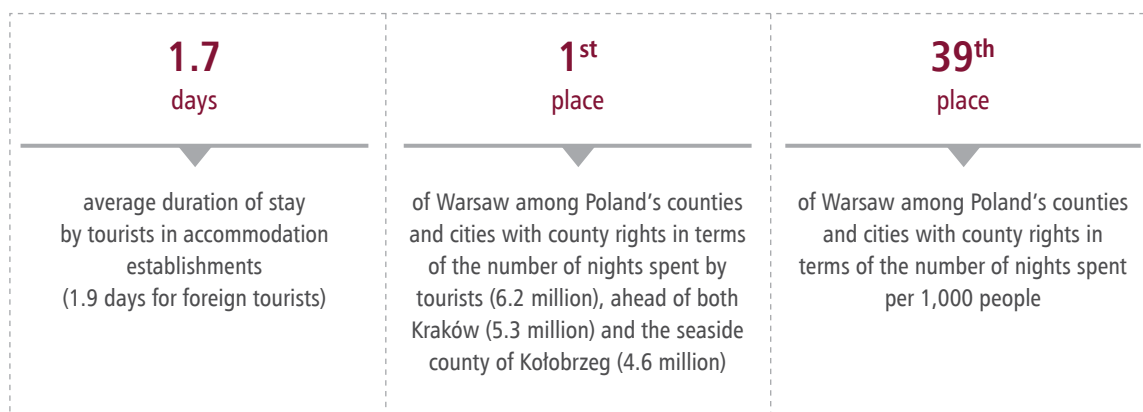 1.7
days
average duration of stay
by tourists in accommodation
establishments
(1.9 days for foreign tourists)
1st
place
of Warsaw among Poland's counties
and cities with county rights in terms
of the number of nights spent by
tourists (6.2 million), ahead of both
Kraków (5.3 million) and the seaside
county of Kołobrzeg (4.6 million)
39th
place
of Warsaw among Poland's counties
and cities with county rights in
terms of the number of nights spent
per 1,000 people